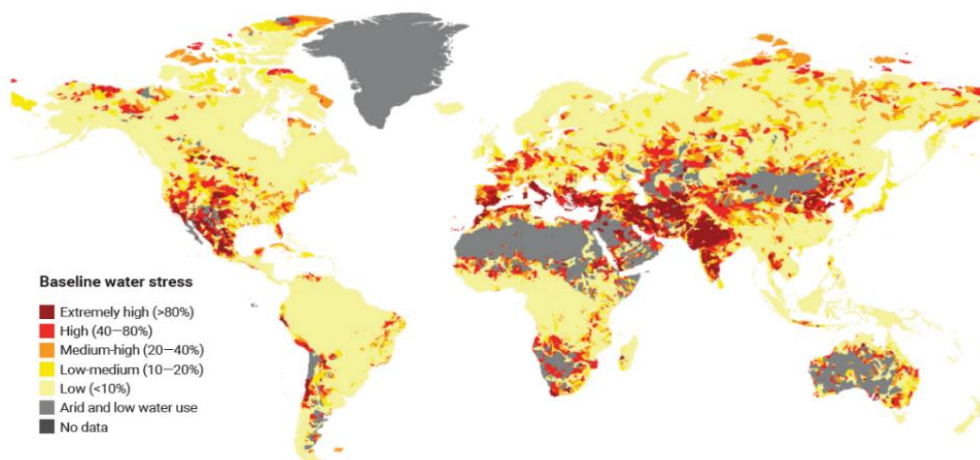 Baseline water stress
Extremely high (>80%)
High (40—80%)
Medium-high (20—40%)
Low-medium (10—20%)
Low (<10%)
Arid and low water use
No data